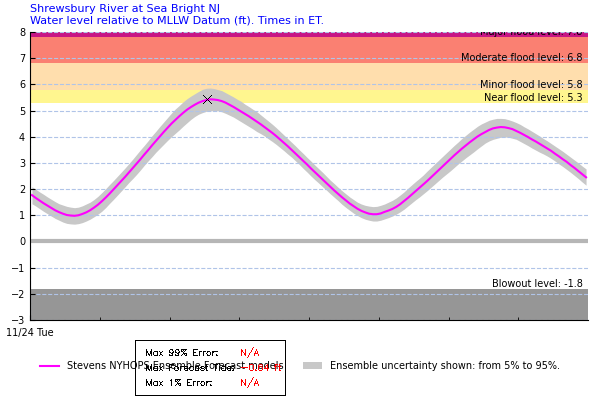 Shrewsbury River at Sea Bright NJ
Water level relative to MLLW Datum (ft). Times in ET.
8
7
6
5
4
3
2
1
0
−1
−2
−3
Moderate flood level: 6.8
Minor flood level: 5.8
Near flood level: 5.3
Blowout level: -1.8
11/24 Tue
Max 99% Error: N/A
Stevens NYHOPS Ensemble Forecast models
Max Forecast Tide:
Max 1% Error: N/A
Ensemble uncertainty shown: from 5% to 95%.